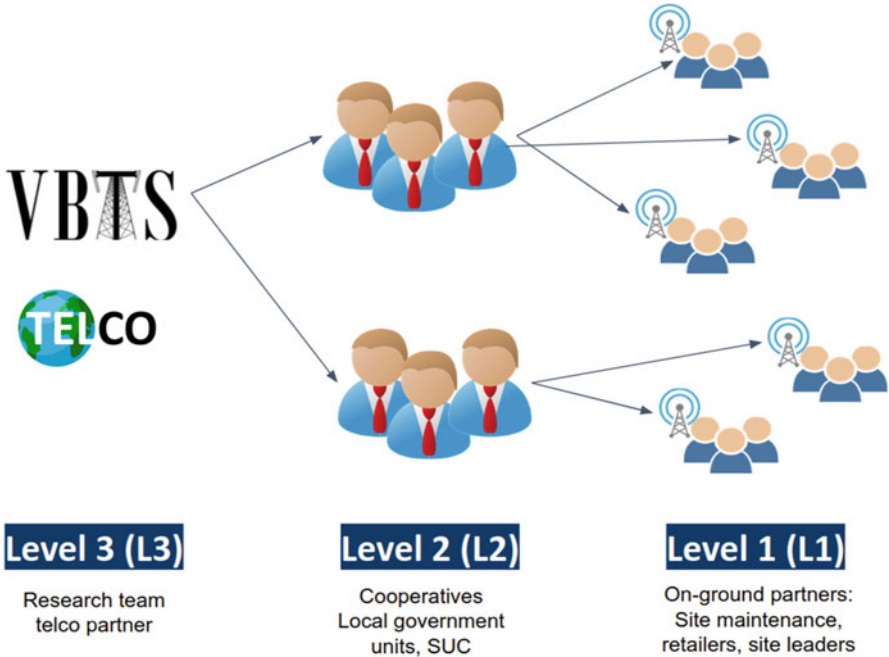 VBTS
TELCO
Level 3 (L3)
Research team
telco partner
Level 2 (L2)
Cooperatives
Local government
units, SUC
Level 1 (L1)
On-ground partners:
Site maintenance,
retailers, site leaders